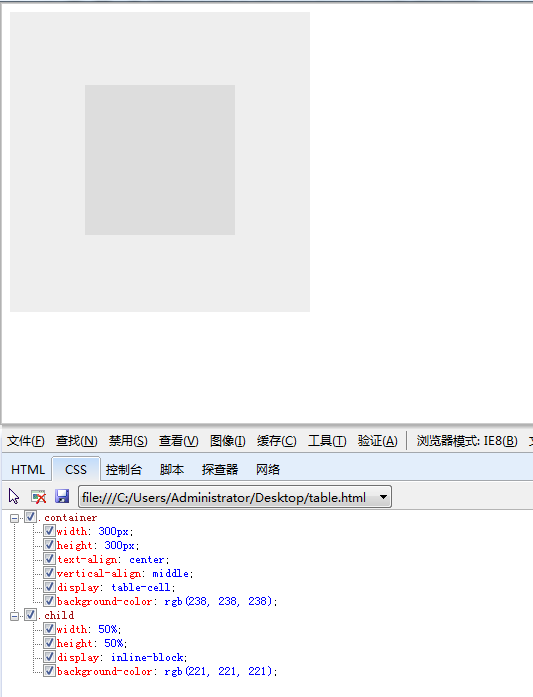 文件(F) 查找(N) 禁用(S) 查看(V) 图像(I) 缓存(C) 工具(T) 验证(A) 浏览器模式: IE8(B)
HTML CSS 控制台 脚本 探查器 网络
file:///C:/Users/Administrator/Desktop/table.html
.container
width: 300px;
height: 300px;
text-align: center;
vertical-align: middle;
display: table-cell;
background-color: rgb(238, 238, 238);
.child
width: 50%;
height: 50%;
display: inline-block;
background-color: rgb(221, 221, 221);